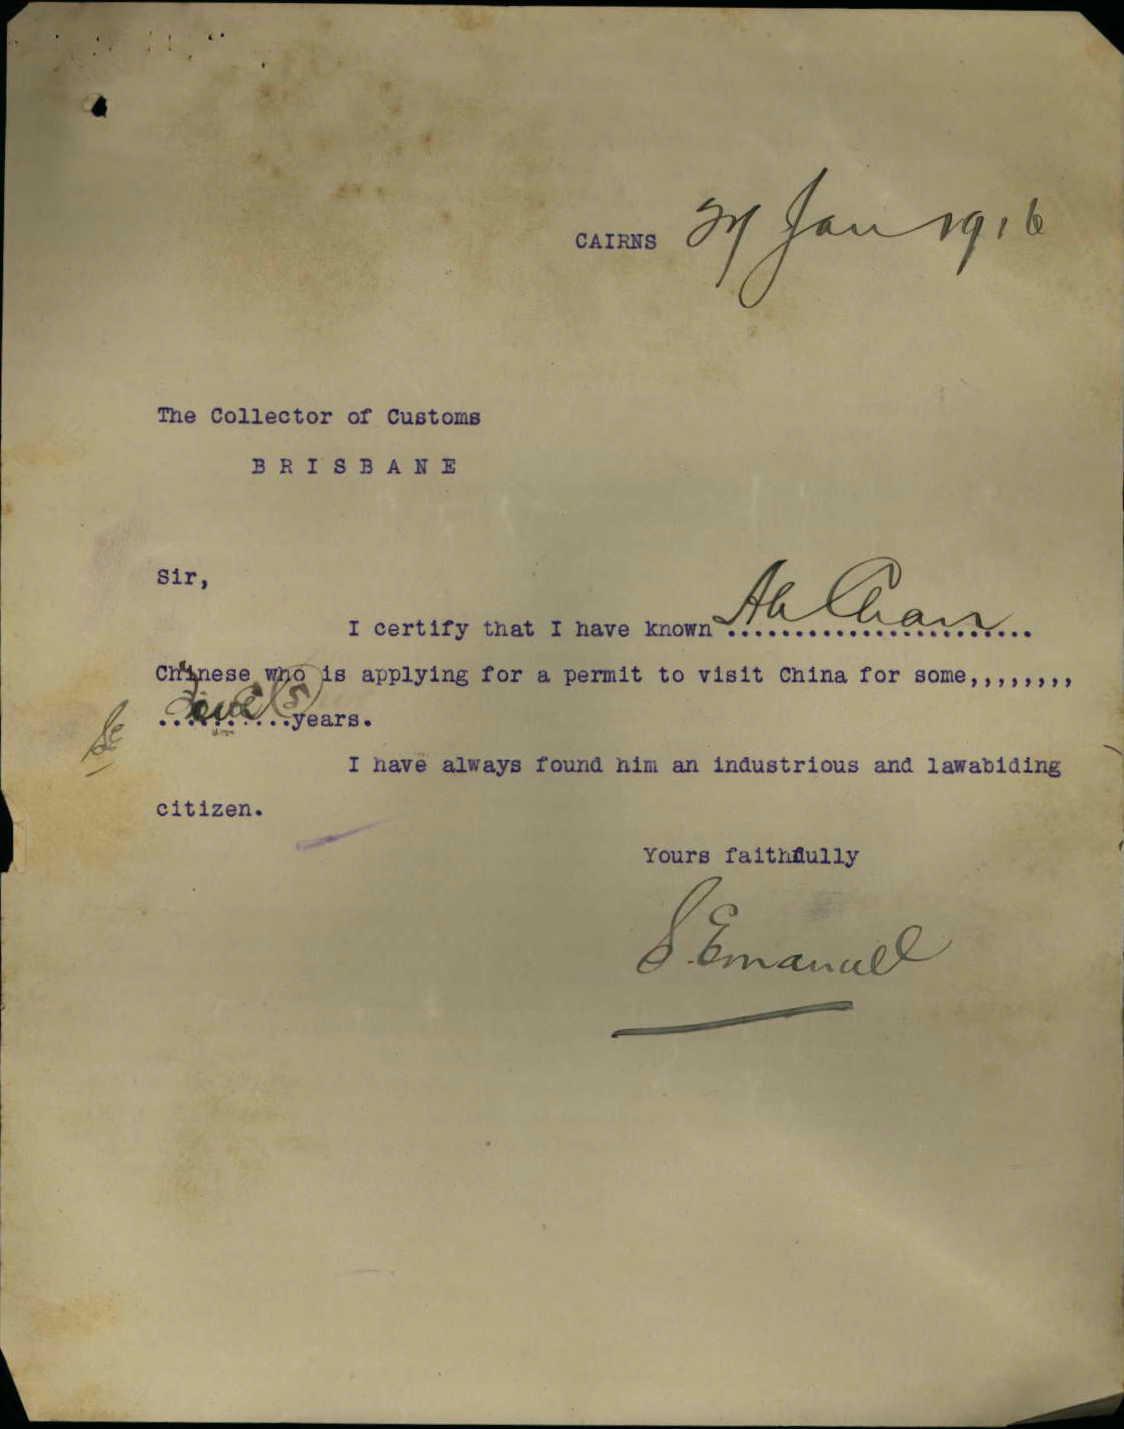 CAIRNS 27 Jan 1916
The Collector of Customs
BRISBANE
Sir,
I certify that I have known Ah Chan.......................
Chinese who is applying for a permit to visit China for some,,,,,,,,
five (5)..........years.
I have always found him an industrious and lawabiding
citizen.
Yours faithfully
S. Emanuel